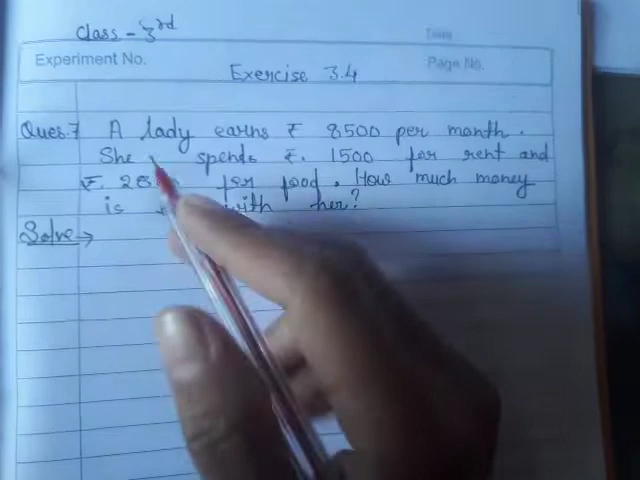 Class - 3rd
Date
Experiment No.
Exercise 3.4
Page No.
Ques.7 A lady earns ₹ 8500 per month.
She spends ₹. 1500 for rent and
₹. for food. How much money
is with her?
Solve →